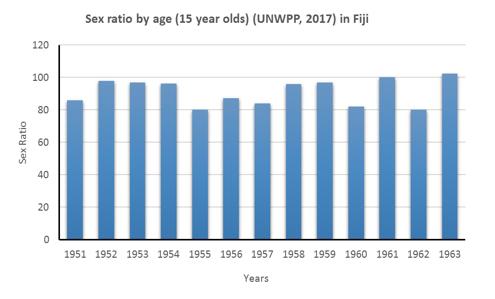 Sex ratio by age (15 year olds) (UNWPP, 2017) in Fiji
120
100
80
60
40
20
0
Sex Ratio
1951 1952 1953 1954 1955 1956 1957 1958 1959 1960 1961 1962 1963
Years